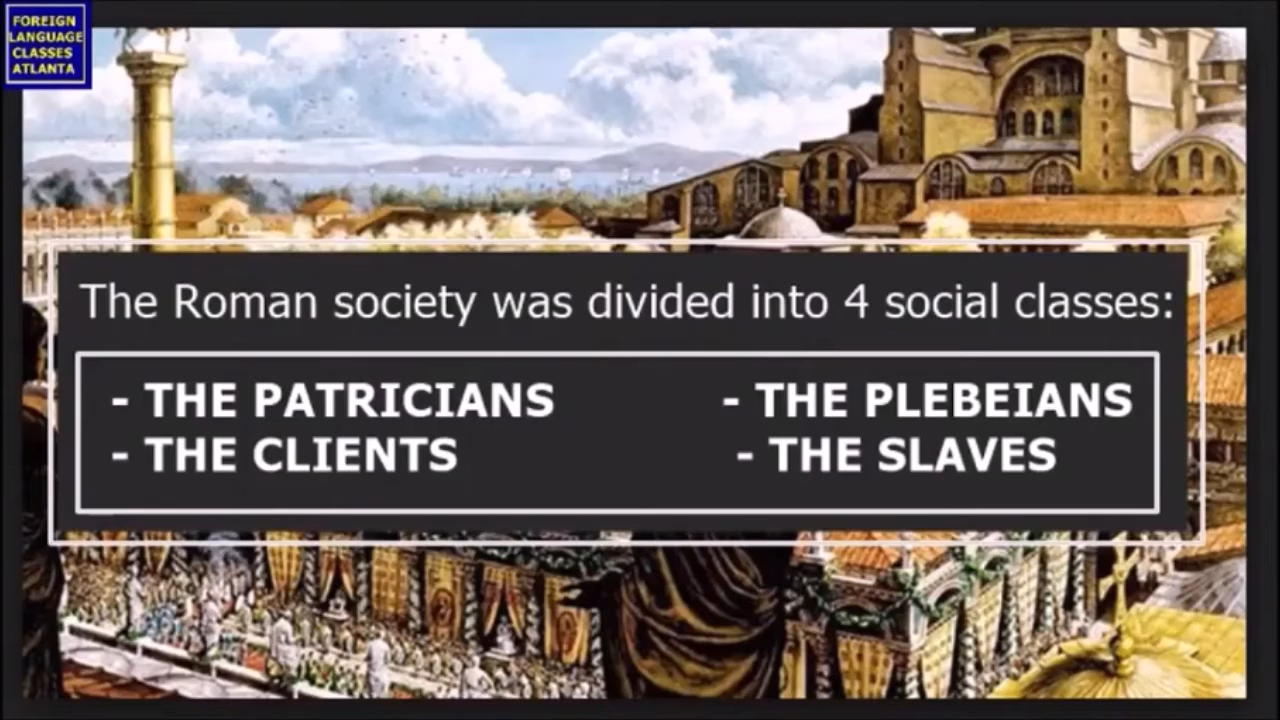 FOREIGN
LANGUAGE
CLASSES
ATLANTA
The Roman society was divided into 4 social classes:
- THE PATRICIANS - THE PLEBEIANS
- THE CLIENTS - THE SLAVES